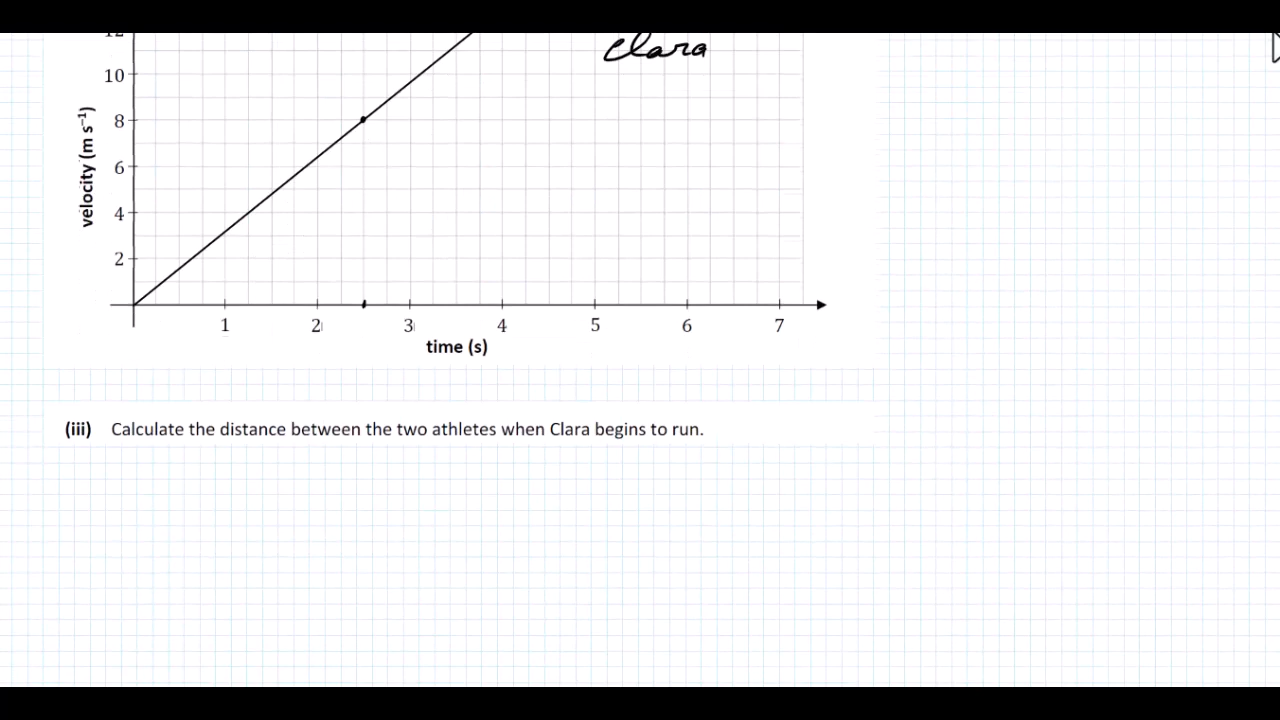 12
clara
10
8
6
4
2
velocity (m s⁻¹)
1 2 3 4 5 6 7
time (s)
(iii) Calculate the distance between the two athletes when Clara begins to run.